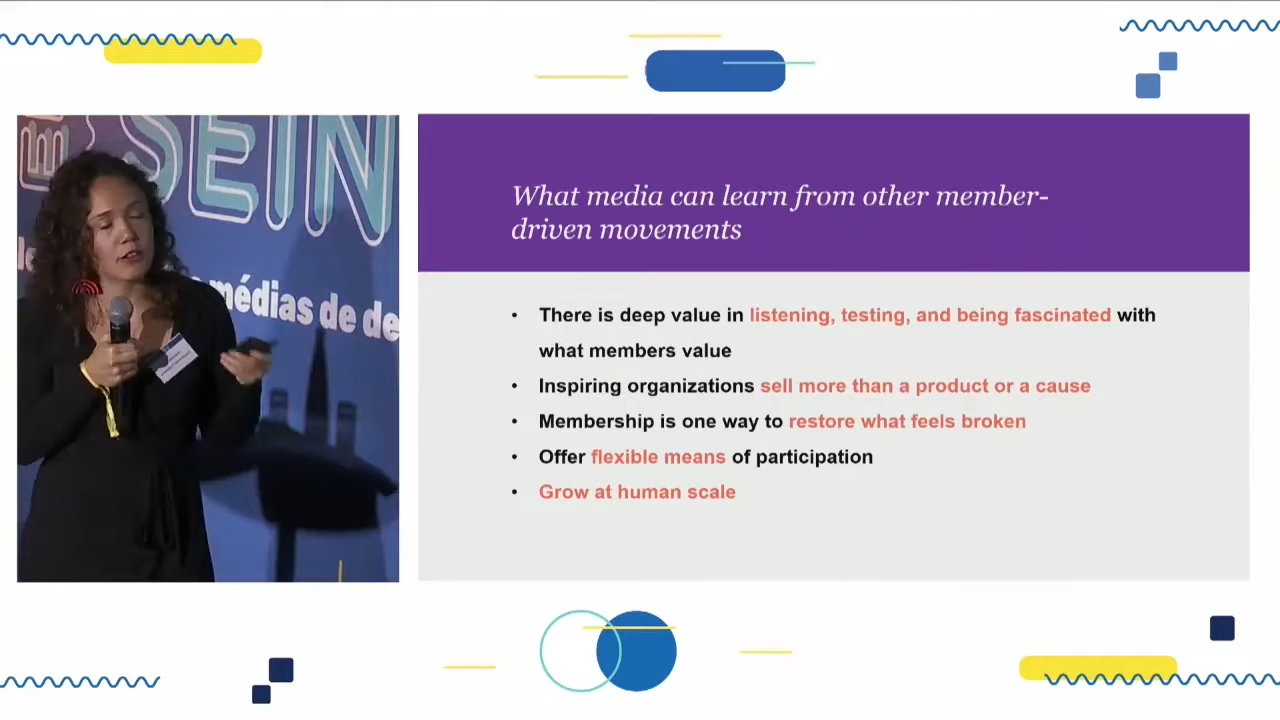 SEIN
médias de de
What media can learn from other member-
driven movements
• There is deep value in listening, testing, and being fascinated with
what members value
• Inspiring organizations sell more than a product or a cause
• Membership is one way to restore what feels broken
• Offer flexible means of participation
• Grow at human scale